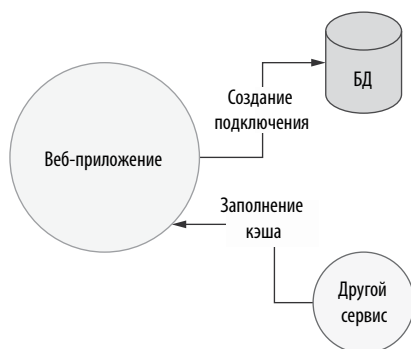 БД
Создание
подключения
Веб-приложение
Заполнение
кэша
Другой
сервис